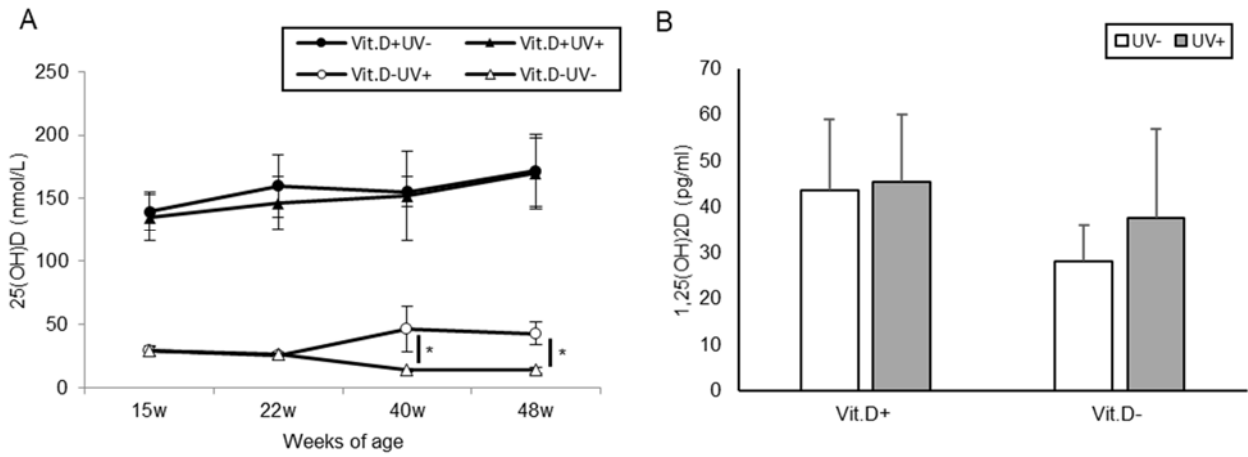 A
Vit.D+UV-
Vit.D+UV+
Vit.D-UV+
Vit.D-UV-
25(OH)D (nmol/L)
250
200
150
100
50
0
*
*
15w
22w
40w
48w
Weeks of age
B
UV-
UV+
1,25(OH)2D (pg/ml)
70
60
50
40
30
20
10
0
Vit.D+
Vit.D-